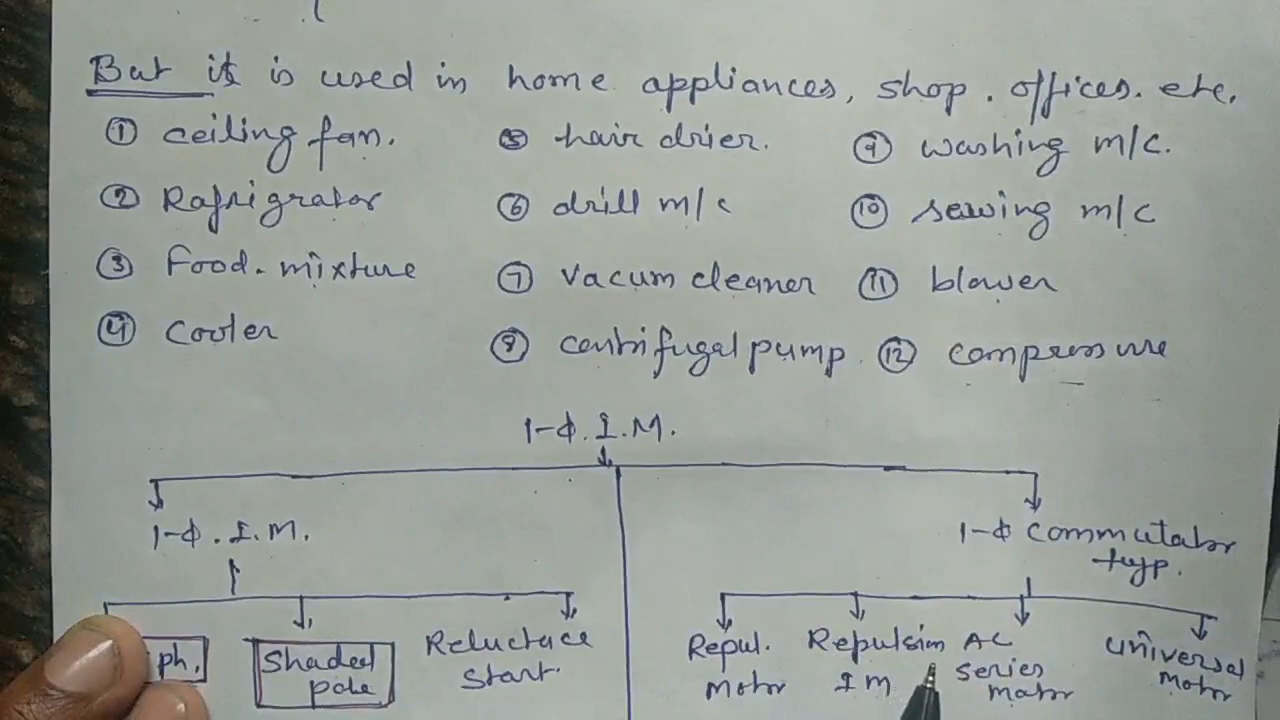 But it is used in home appliances, shop. offices. etc.
① ceiling fan. ⑤ hair drier. ⑨ washing m/c.
② Rafrigrator ⑥ drill m/c ⑩ sewing m/c
③ Food. mixture ⑦ vacum cleaner ⑪ blower
④ cooler ⑧ centrifugal pump. ⑫ compressure
1-ф. I. M.
1-ф. I. M. 1-ф Commutator
typ.
ph. Shaded Reluctace Repul. Repulsion AC universal
pole start motor I M series motor
motor